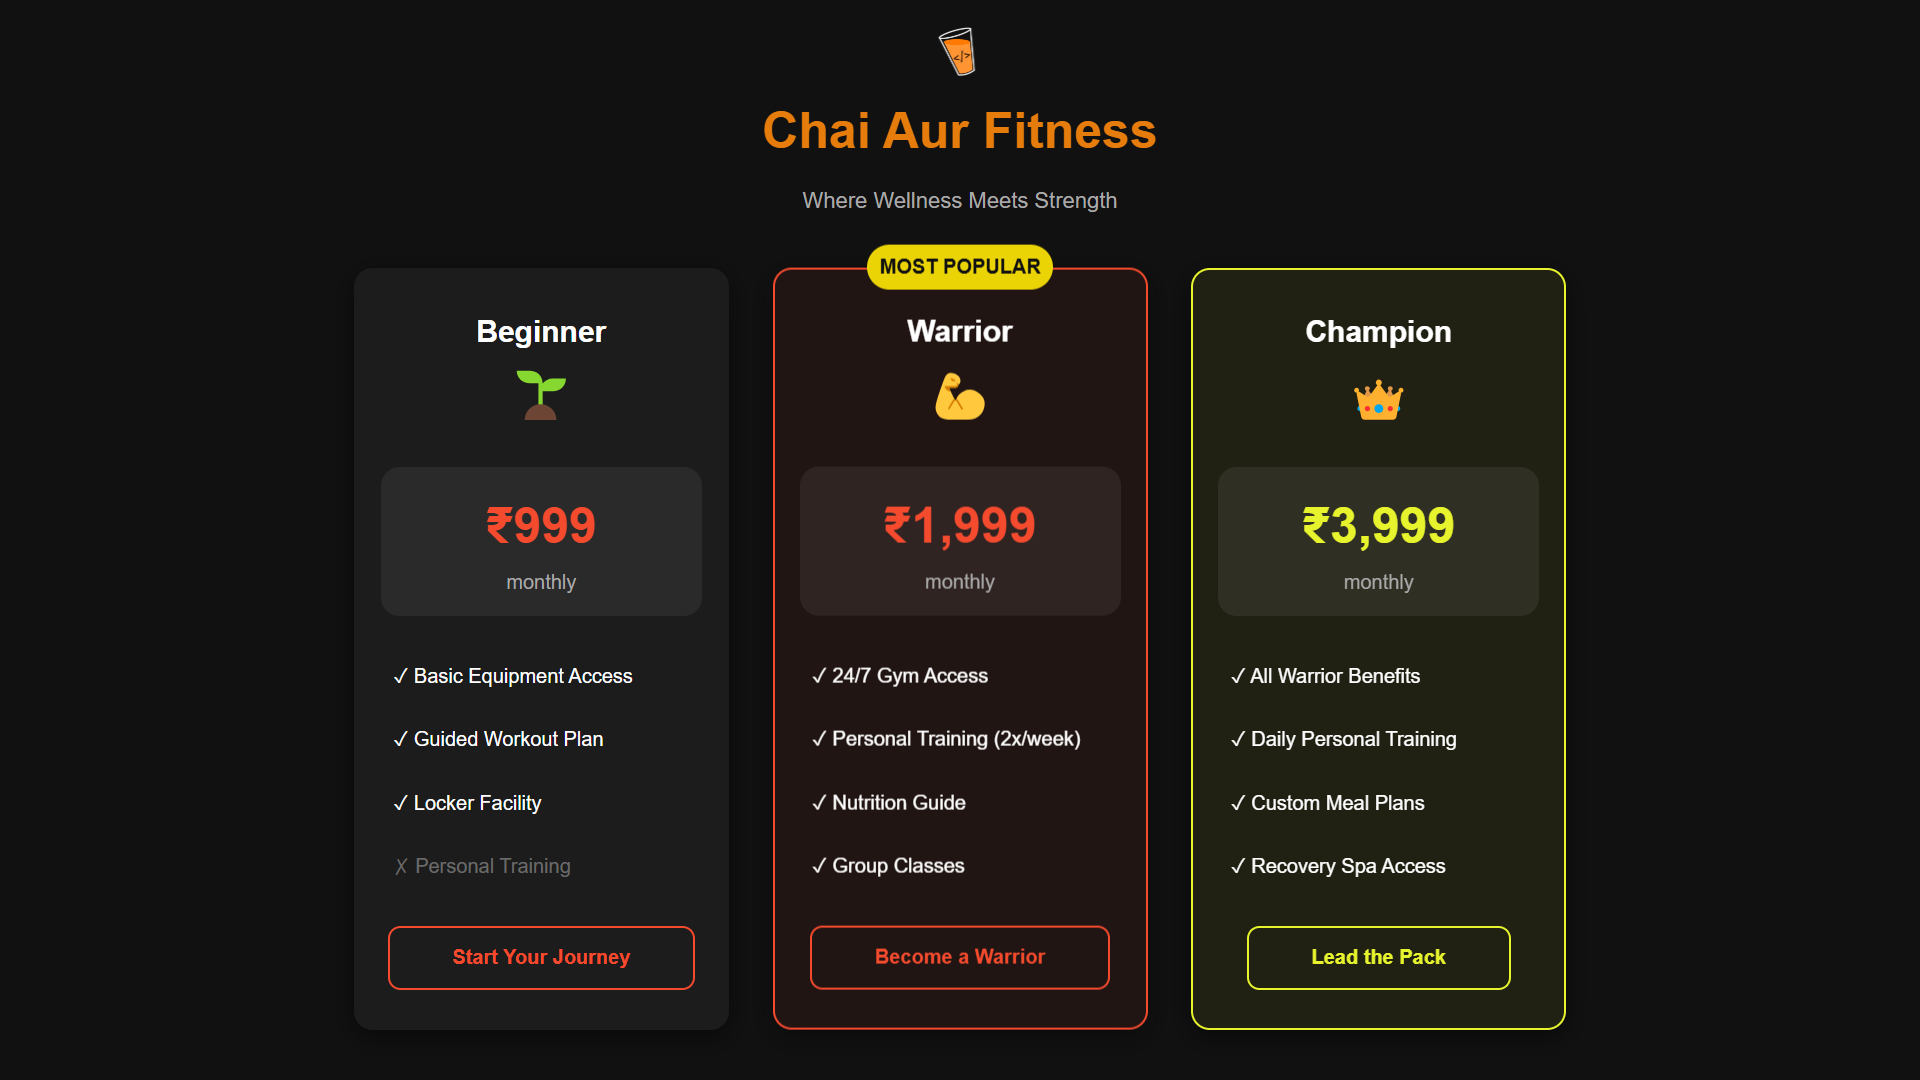 </>
Chai Aur Fitness
Where Wellness Meets Strength
Beginner
₹999
monthly
✓ Basic Equipment Access
✓ Guided Workout Plan
✓ Locker Facility
✗ Personal Training
Start Your Journey
MOST POPULAR
Warrior
₹1,999
monthly
✓ 24/7 Gym Access
✓ Personal Training (2x/week)
✓ Nutrition Guide
✓ Group Classes
Become a Warrior
Champion
₹3,999
monthly
✓ All Warrior Benefits
✓ Daily Personal Training
✓ Custom Meal Plans
✓ Recovery Spa Access
Lead the Pack